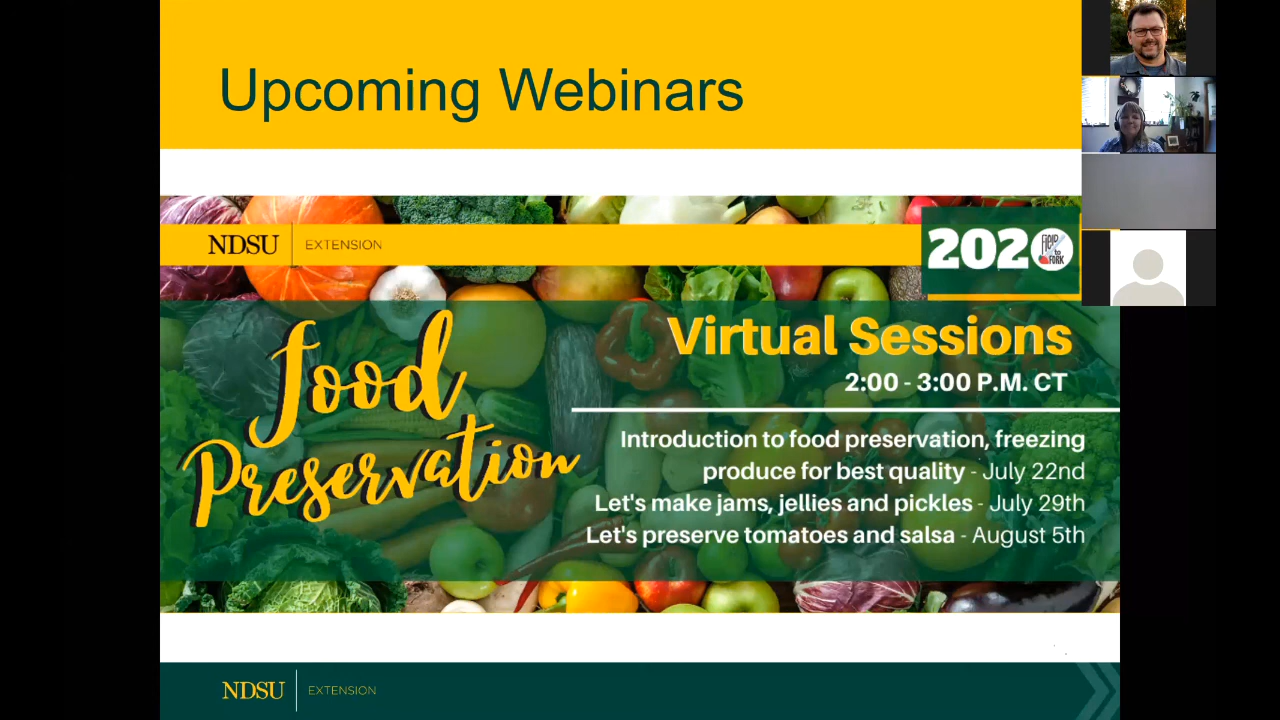 Upcoming Webinars
NDSU EXTENSION
2020
FIELD to FORK
Food
Preservation
Virtual Sessions
2:00 - 3:00 P.M. CT
Introduction to food preservation, freezing
produce for best quality - July 22nd
Let's make jams, jellies and pickles - July 29th
Let's preserve tomatoes and salsa - August 5th
NDSU EXTENSION